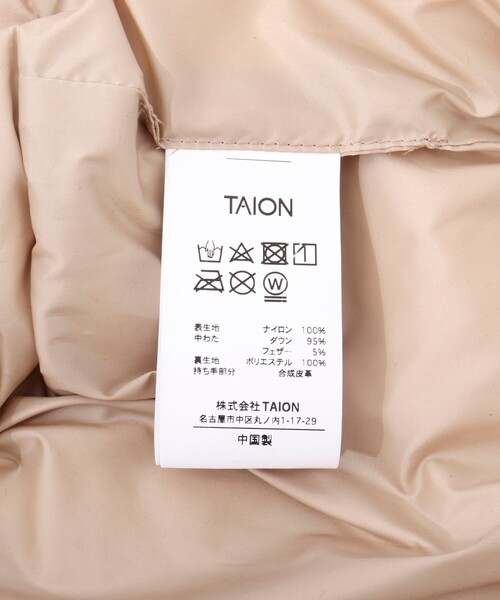 TAION
W
表生地 ナイロン 100%
中わた ダウン 95%
フェザー 5%
裏生地 ポリエステル 100%
持ち手部分 合成皮革
株式会社TAION
名古屋市中区丸ノ内1-17-29
中国製